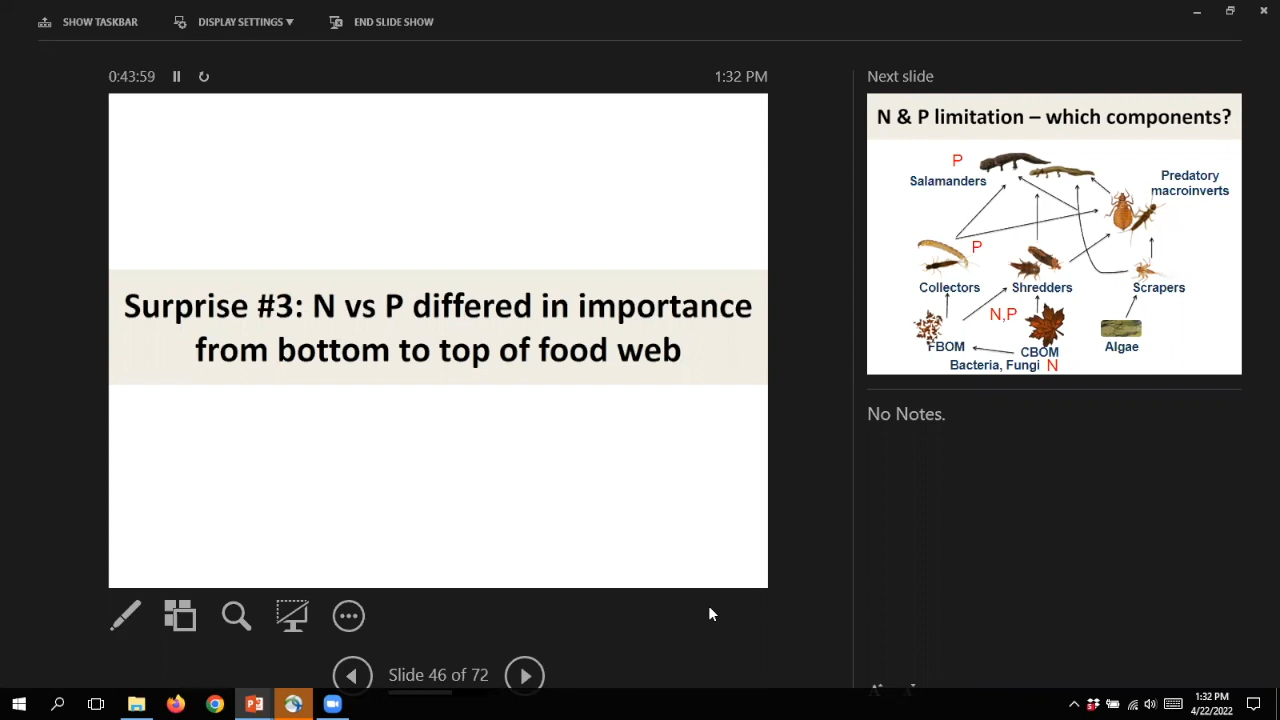 SHOW TASKBAR DISPLAY SETTINGS ▼ END SLIDE SHOW
0:43:59 1:32 PM
Surprise #3: N vs P differed in importance
from bottom to top of food web
Slide 46 of 72
Next slide
N & P limitation – which components?
P
Salamanders
Predatory
macroinverts
P
Collectors Shredders Scrapers
N,P
FBOM CBOM Algae
Bacteria, Fungi N
No Notes.
1:32 PM
4/22/2022